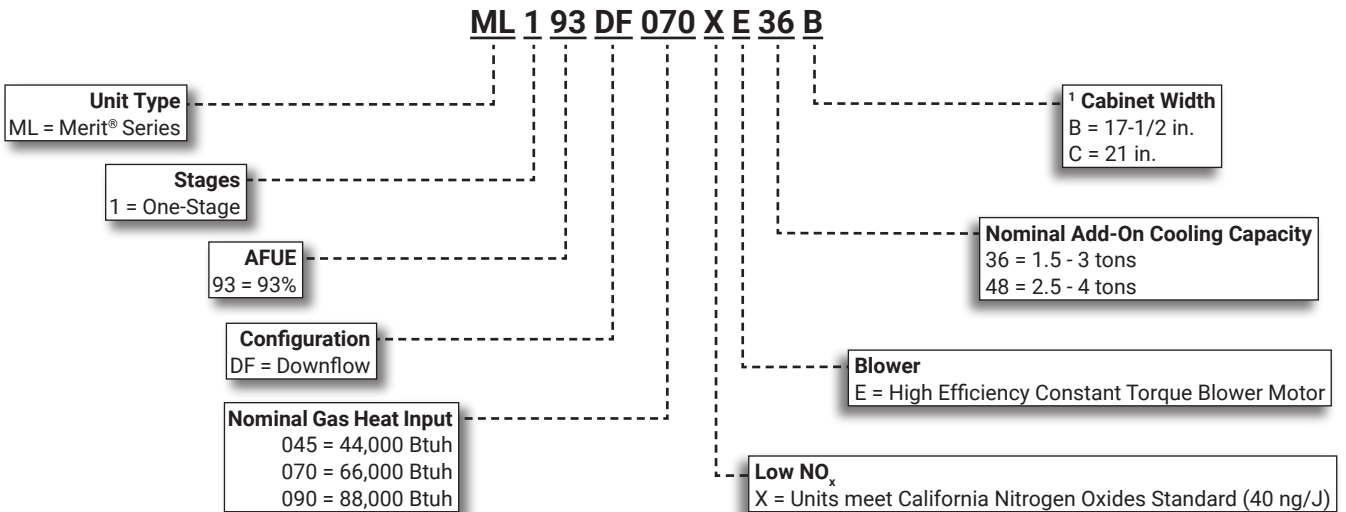 ML 1 93 DF 070 X E 36 B
Unit Type
ML = Merit® Series
Stages
1 = One-Stage
AFUE
93 = 93%
Configuration
DF = Downflow
Nominal Gas Heat Input
045 = 44,000 Btuh
070 = 66,000 Btuh
090 = 88,000 Btuh
¹ Cabinet Width
B = 17-1/2 in.
C = 21 in.
Nominal Add-On Cooling Capacity
36 = 1.5 - 3 tons
48 = 2.5 - 4 tons
Blower
E = High Efficiency Constant Torque Blower Motor
Low NOₓ
X = Units meet California Nitrogen Oxides Standard (40 ng/J)